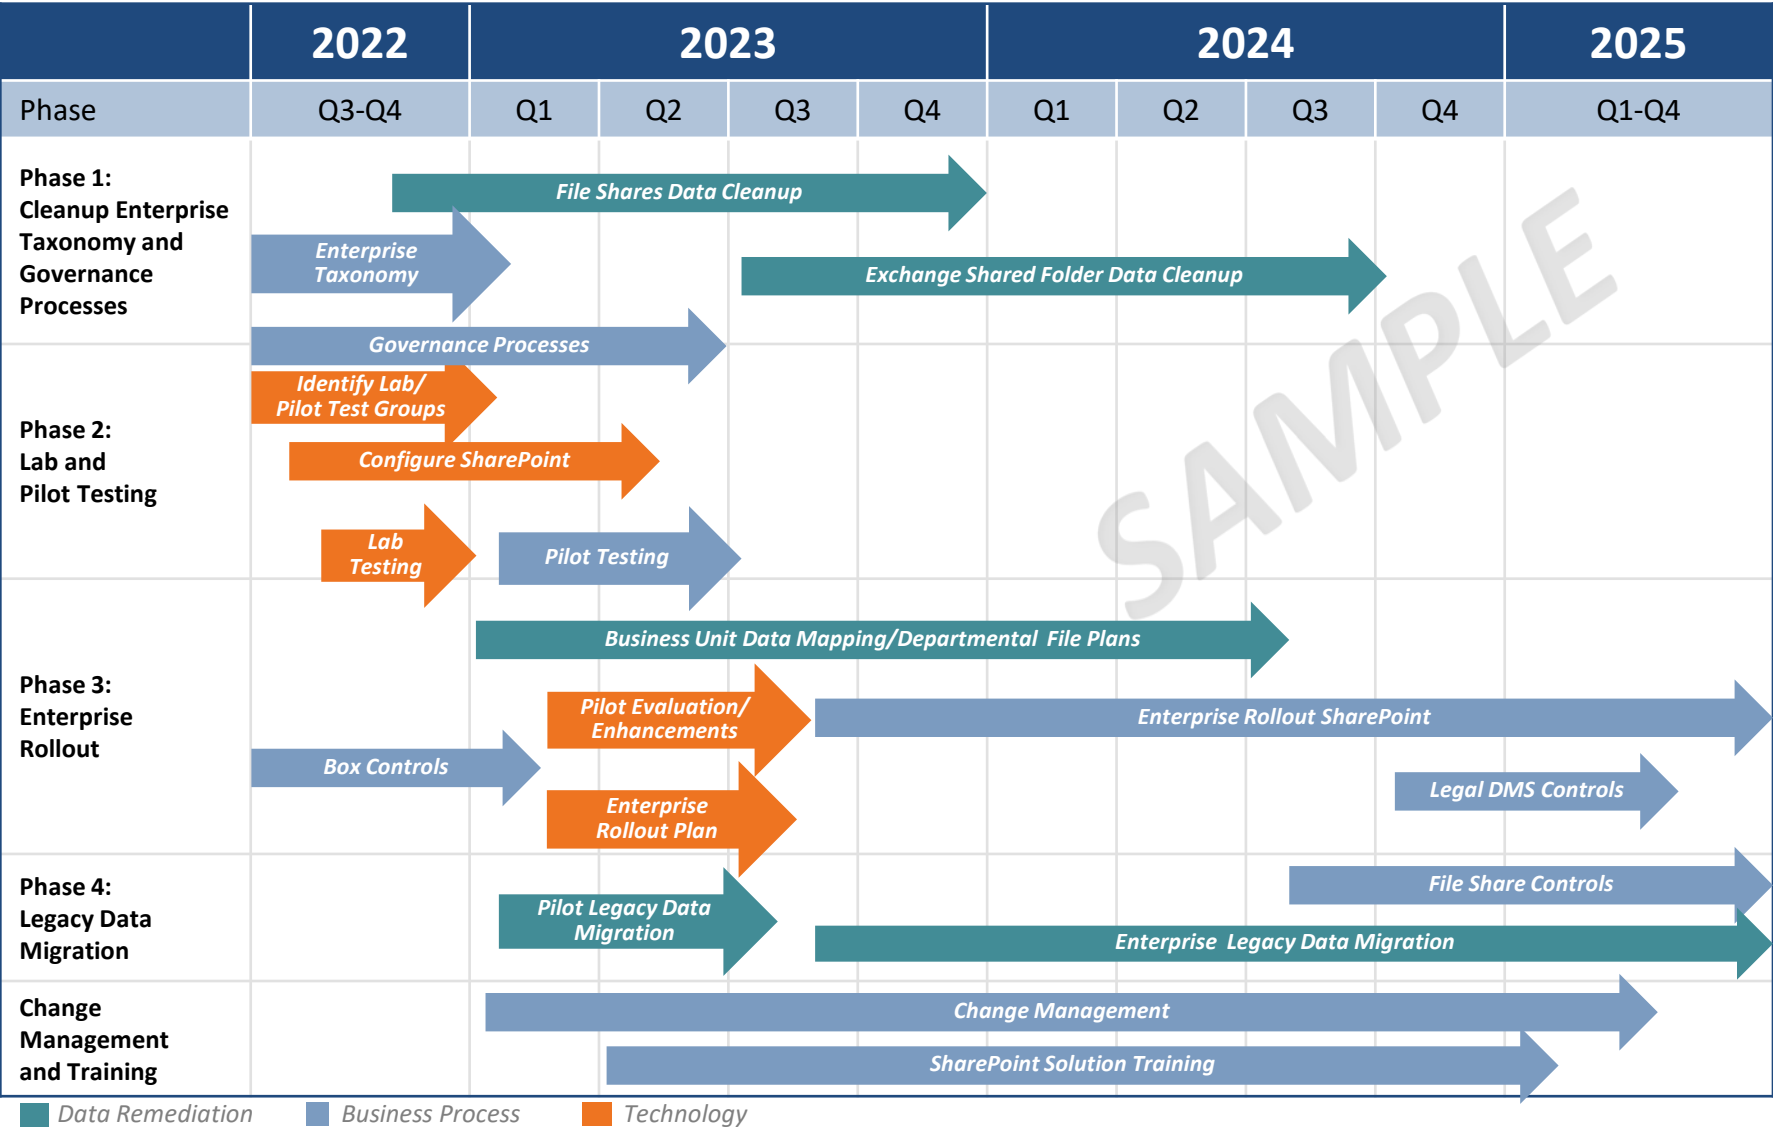 2022 2023 2024 2025
Phase Q3-Q4 Q1 Q2 Q3 Q4 Q1 Q2 Q3 Q4 Q1-Q4
Phase 1:
Cleanup Enterprise
Taxonomy and
Governance
Processes
File Shares Data Cleanup
Enterprise
Taxonomy
Exchange Shared Folder Data Cleanup
Governance Processes
Phase 2:
Lab and
Pilot Testing
Identify Lab/
Pilot Test Groups
Configure SharePoint
Lab
Testing
Pilot Testing
Phase 3:
Enterprise
Rollout
Business Unit Data Mapping/Departmental File Plans
Pilot Evaluation/
Enhancements
Enterprise Rollout SharePoint
Box Controls
Legal DMS Controls
Enterprise
Rollout Plan
Phase 4:
Legacy Data
Migration
File Share Controls
Pilot Legacy Data
Migration
Enterprise Legacy Data Migration
Change
Management
and Training
Change Management
SharePoint Solution Training
SAMPLE
Data Remediation Business Process Technology